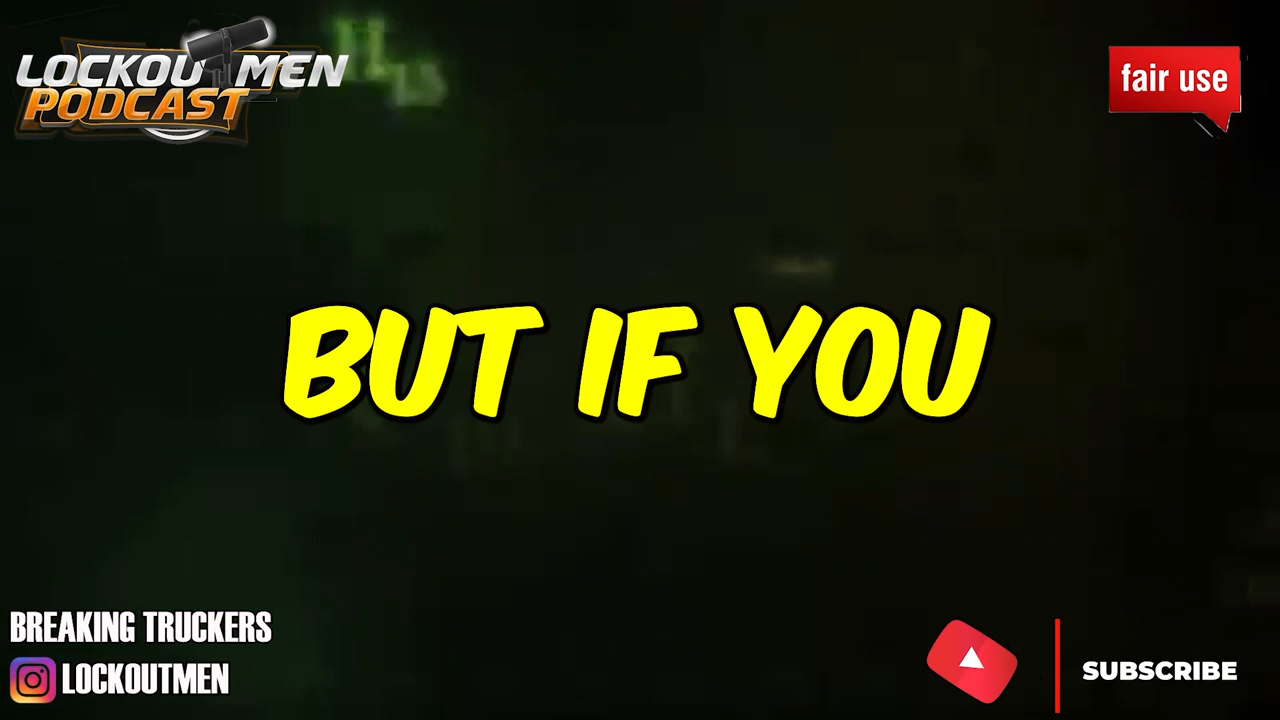 LOCKOUTMEN
PODCAST
fair use
BUT IF YOU
BREAKING TRUCKERS
LOCKOUTMEN
SUBSCRIBE